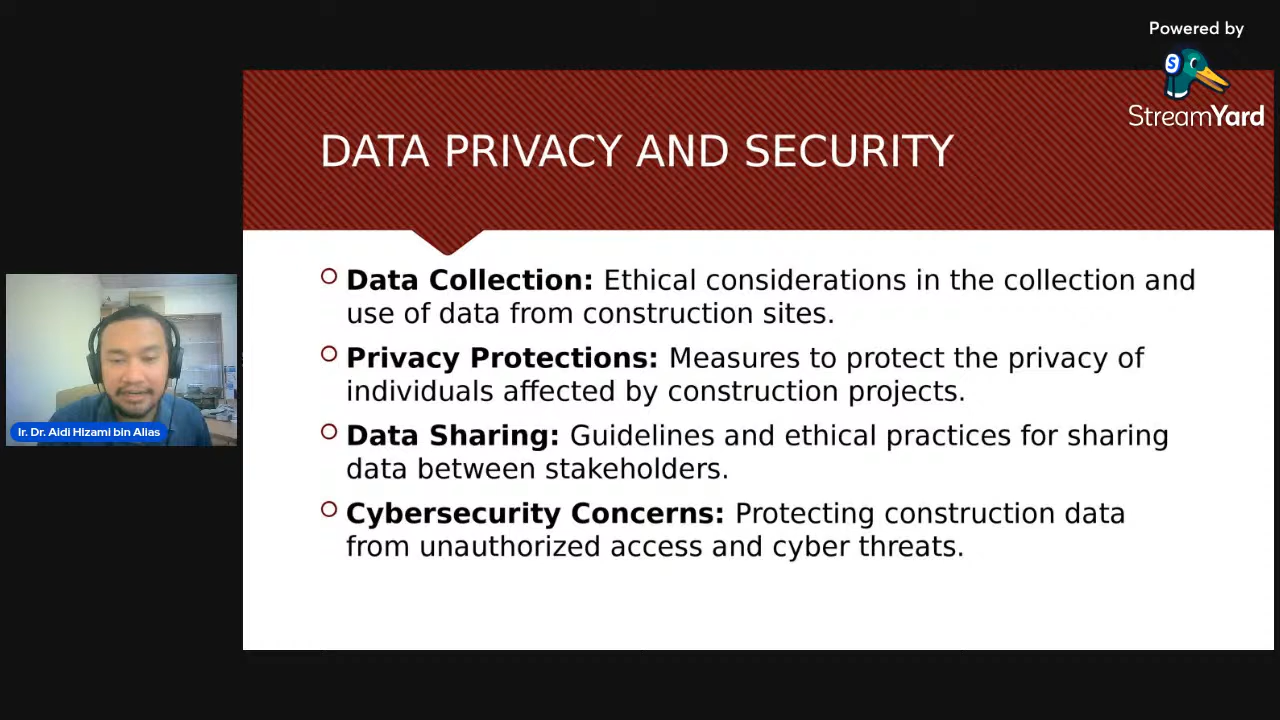 Powered by
S
StreamYard
DATA PRIVACY AND SECURITY
Data Collection: Ethical considerations in the collection and
use of data from construction sites.
Privacy Protections: Measures to protect the privacy of
individuals affected by construction projects.
Data Sharing: Guidelines and ethical practices for sharing
data between stakeholders.
Cybersecurity Concerns: Protecting construction data
from unauthorized access and cyber threats.
Ir. Dr. Aidi Hizami bin Alias